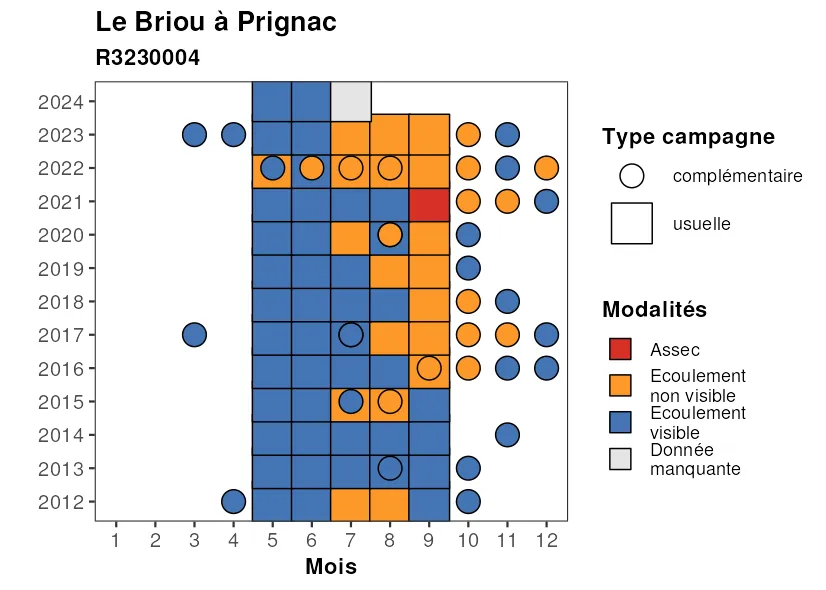 Le Briou à Prignac
R3230004
2024
2023
2022
2021
2020
2019
2018
2017
2016
2015
2014
2013
2012
1 2 3 4 5 6 7 8 9 10 11 12
Mois
Type campagne
complémentaire
usuelle
Modalités
Assec
Ecoulement
non visible
Ecoulement
visible
Donnée
manquante